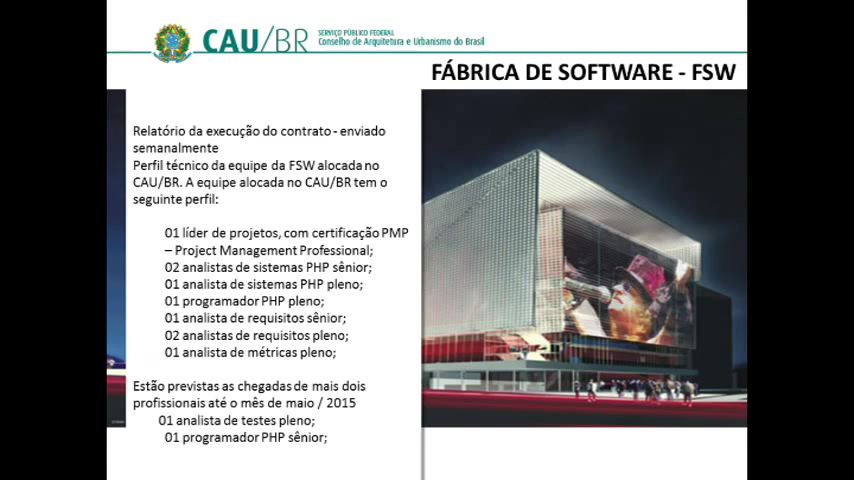 CAU/BR
SERVIÇO PÚBLICO FEDERAL
Conselho de Arquitetura e Urbanismo do Brasil
FÁBRICA DE SOFTWARE - FSW
Relatório da execução do contrato - enviado
semanalmente
Perfil técnico da equipe da FSW alocada no
CAU/BR. A equipe alocada no CAU/BR tem o
seguinte perfil:
01 líder de projetos, com certificação PMP
– Project Management Professional;
02 analistas de sistemas PHP sênior;
01 analista de sistemas PHP pleno;
01 programador PHP pleno;
01 analista de requisitos sênior;
02 analistas de requisitos pleno;
01 analista de métricas pleno;
Estão previstas as chegadas de mais dois
profissionais até o mês de maio / 2015
01 analista de testes pleno;
01 programador PHP sênior;